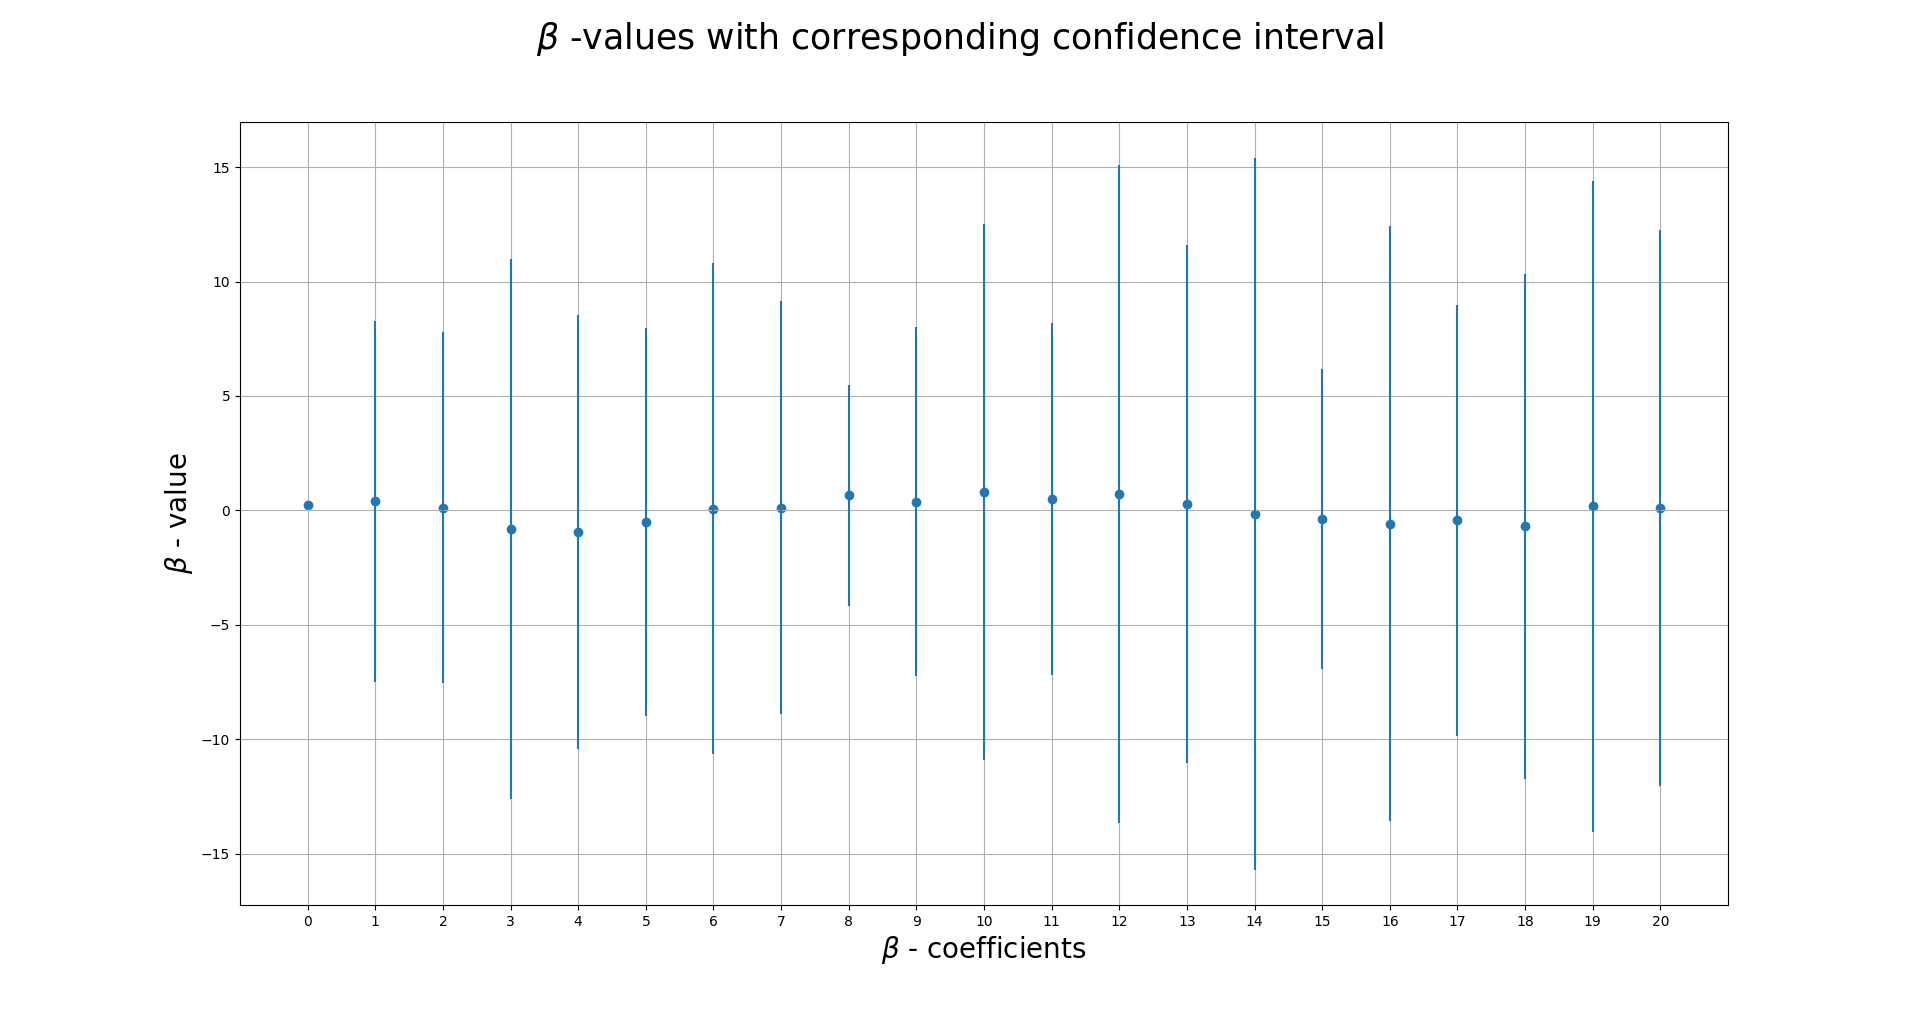 β -values with corresponding confidence interval
15
10
5
0
−5
−10
−15
β - value
0 1 2 3 4 5 6 7 8 9 10 11 12 13 14 15 16 17 18 19 20
β - coefficients